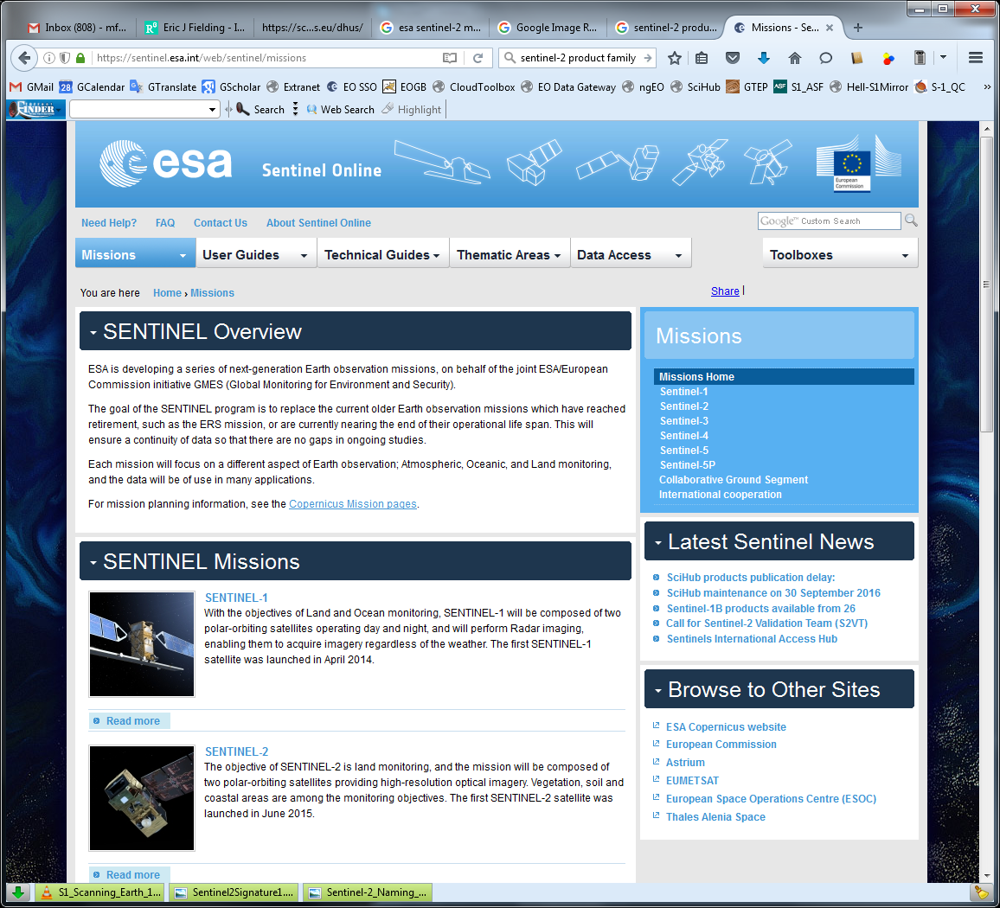 Inbox (808) - mf...
Eric J Fielding - I...
https://sc...s.eu/dhus/
esa sentinel-2 m...
Google Image R...
sentinel-2 produ...
Missions - Se...
https://sentinel.esa.int/web/sentinel/missions
sentinel-2 product family
GMail
28
GCalendar
GTranslate
GScholar
Extranet
EO SSO
EOGB
CloudToolbox
EO Data Gateway
ngEO
SciHub
GTEP
ASF
S1_ASF
Hell-S1Mirror
S-1_QC
FINDER
Search
Web Search
Highlight
esa
Sentinel Online
European
Commission
Need Help?
FAQ
Contact Us
About Sentinel Online
Google™ Custom Search
Missions
User Guides
Technical Guides
Thematic Areas
Data Access
Toolboxes
You are here
Home › Missions
Share |
SENTINEL Overview
ESA is developing a series of next-generation Earth observation missions, on behalf of the joint ESA/European
Commission initiative GMES (Global Monitoring for Environment and Security).
The goal of the SENTINEL program is to replace the current older Earth observation missions which have reached
retirement, such as the ERS mission, or are currently nearing the end of their operational life span. This will
ensure a continuity of data so that there are no gaps in ongoing studies.
Each mission will focus on a different aspect of Earth observation; Atmospheric, Oceanic, and Land monitoring,
and the data will be of use in many applications.
For mission planning information, see the Copernicus Mission pages.
SENTINEL Missions
SENTINEL-1
With the objectives of Land and Ocean monitoring, SENTINEL-1 will be composed of two
polar-orbiting satellites operating day and night, and will perform Radar imaging,
enabling them to acquire imagery regardless of the weather. The first SENTINEL-1
satellite was launched in April 2014.
Read more
SENTINEL-2
The objective of SENTINEL-2 is land monitoring, and the mission will be composed of
two polar-orbiting satellites providing high-resolution optical imagery. Vegetation, soil and
coastal areas are among the monitoring objectives. The first SENTINEL-2 satellite was
launched in June 2015.
Read more
Missions
Missions Home
Sentinel-1
Sentinel-2
Sentinel-3
Sentinel-4
Sentinel-5
Sentinel-5P
Collaborative Ground Segment
International cooperation
Latest Sentinel News
SciHub products publication delay:
SciHub maintenance on 30 September 2016
Sentinel-1B products available from 26
Call for Sentinel-2 Validation Team (S2VT)
Sentinels International Access Hub
Browse to Other Sites
ESA Copernicus website
European Commission
Astrium
EUMETSAT
European Space Operations Centre (ESOC)
Thales Alenia Space
S1_Scanning_Earth_1...
Sentinel2Signature1....
Sentinel-2_Naming_...